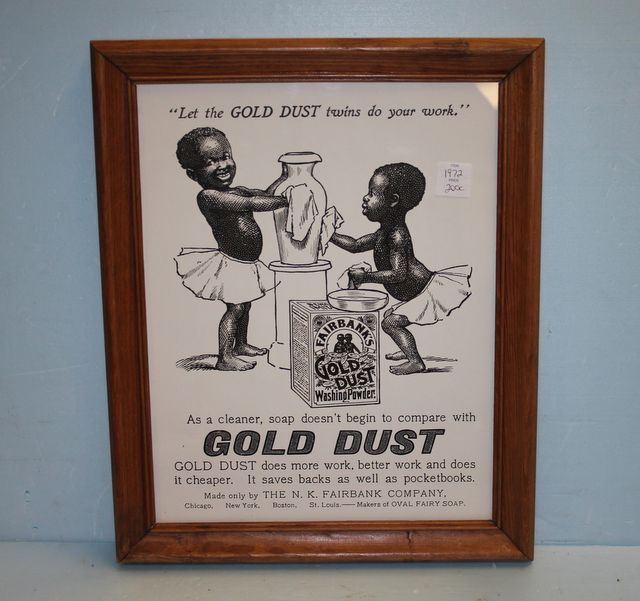 "Let the GOLD DUST twins do your work."
1972
200c
FAIRBANK'S
GOLD
DUST
Washing Powder.
As a cleaner, soap doesn't begin to compare with
GOLD DUST
GOLD DUST does more work, better work and does
it cheaper. It saves backs as well as pocketbooks.
Made only by THE N. K. FAIRBANK COMPANY,
Chicago, New York, Boston, St. Louis.—Makers of OVAL FAIRY SOAP.